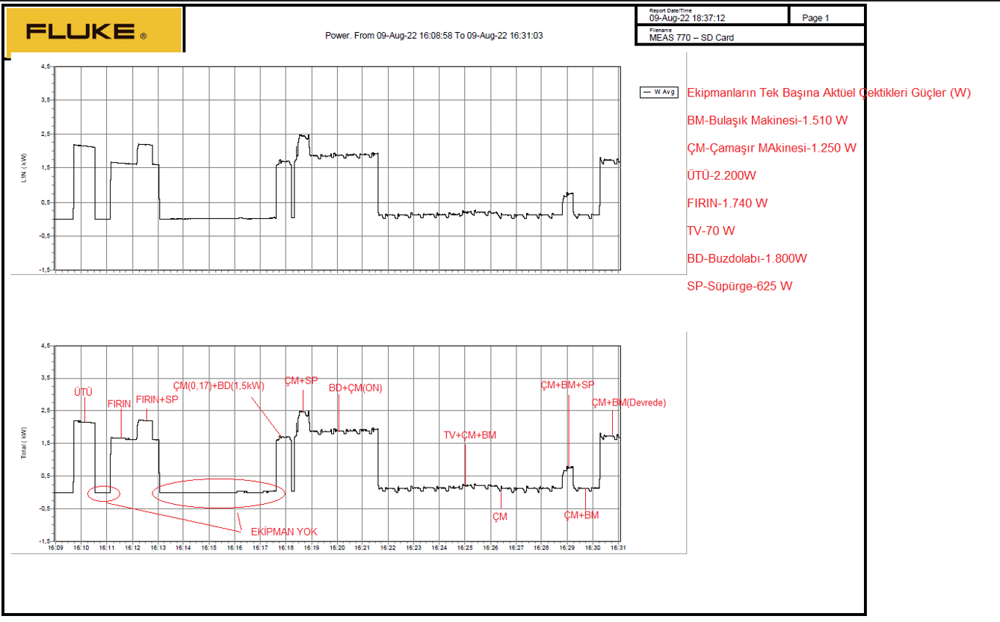 FLUKE ®
Power. From 09-Aug-22 16:08:58 To 09-Aug-22 16:31:03
Report Date/Time
09-Aug-22 18:37:12
Page 1
Filename
MEAS 770 – SD Card
4,5
3,5
2,5
1,5
0,5
-0,5
-1,5
L1N ( kW)
W Avg
Ekipmanların Tek Başına Aktüel Çektikleri Güçler (W)
BM-Bulaşık Makinesi-1.510 W
ÇM-Çamaşır MAkinesi-1.250 W
ÜTÜ-2.200W
FIRIN-1.740 W
TV-70 W
BD-Buzdolabı-1.800W
SP-Süpürge-625 W
4,5
3,5
2,5
1,5
0,5
-0,5
-1,5
Total ( kW)
ÜTÜ
FIRIN
FIRIN+SP
ÇM(0,17)+BD(1,5kW)
ÇM+SP
BD+ÇM(ON)
TV+ÇM+BM
ÇM+BM+SP
ÇM+BM(Devrede)
ÇM
ÇM+BM
EKİPMAN YOK
16:09 16:10 16:11 16:12 16:13 16:14 16:15 16:16 16:17 16:18 16:19 16:20 16:21 16:22 16:23 16:24 16:25 16:26 16:27 16:28 16:29 16:30 16:31